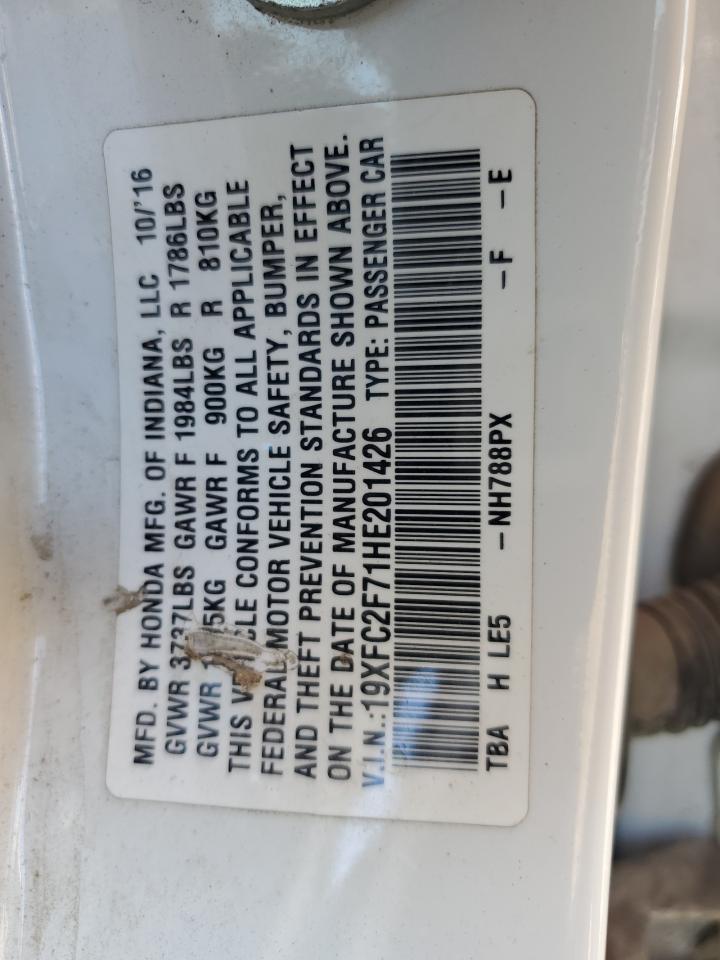 MFD. BY HONDA MFG. OF INDIANA, LLC 10/'16
GVWR 3737LBS GAWR F 1984LBS R 1786LBS
GVWR GAWR F 900KG R 810KG
THIS VEHICLE CONFORMS TO ALL APPLICABLE
FEDERAL MOTOR VEHICLE SAFETY, BUMPER,
AND THEFT PREVENTION STANDARDS IN EFFECT
ON THE DATE OF MANUFACTURE SHOWN ABOVE.
V.I.N.:19XFC2F71HE201426 TYPE: PASSENGER CAR
TBA H LE5 -NH788PX -F -E